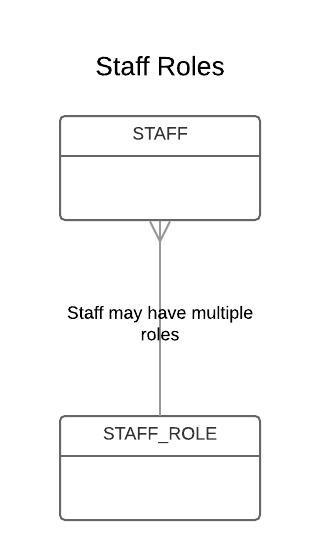 Staff Roles
STAFF
Staff may have multiple
roles
STAFF_ROLE